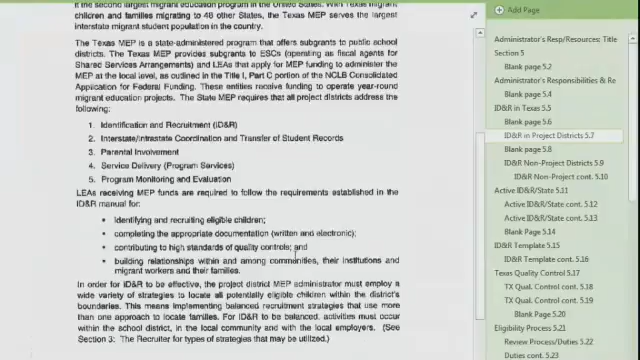 it the second largest migrant education program in the United States. With Texas migrant
children and families migrating to 48 other States, the Texas MEP serves the largest
interstate migrant student population in the country.
The Texas MEP is a state-administered program that offers subgrants to public school
districts. The Texas MEP provides subgrants to ESCs (operating as fiscal agents for
Shared Services Arrangements) and LEAs that apply for MEP funding to administer the
MEP at the local level, as outlined in the Title I, Part C portion of the NCLB Consolidated
Application for Federal Funding. These entities receive funding to operate year-round
migrant education projects. The State MEP requires that all project districts address the
following:
1. Identification and Recruitment (ID&R)
2. Interstate/Intrastate Coordination and Transfer of Student Records
3. Parental Involvement
4. Service Delivery (Program Services)
5. Program Monitoring and Evaluation
LEAs receiving MEP funds are required to follow the requirements established in the
ID&R manual for:
• Identifying and recruiting eligible children;
• completing the appropriate documentation (written and electronic);
• contributing to high standards of quality controls; and
• building relationships within and among communities, their institutions and
migrant workers and their families.
In order for ID&R to be effective, the project district MEP administrator must employ a
wide variety of strategies to locate all potentially eligible children within the district's
boundaries. This means implementing balanced recruitment strategies that use more
than one approach to locate families. For ID&R to be balanced, activities must occur
within the school district, in the local community and with the local employers. (See
Section 3: The Recruiter for types of strategies that may be utilized.)
Add Page
Administrator's Resp/Resources: Title
Section 5
Blank page 5.2
Administrator's Responsibilities & Re
Blank page 5.4
ID&R in Texas 5.5
Blank page 5.6
ID&R in Project Districts 5.7
Blank page 5.8
ID&R Non-Project Districts 5.9
ID&R Non-Project cont. 5.10
Active ID&R/State 5.11
Active ID&R/State cont. 5.12
Active ID&R/State cont. 5.13
Blank Page 5.14
ID&R Template 5.15
Blank page 5.16
Texas Quality Control 5.17
TX Qual. Control cont. 5.18
TX Qual. Control cont. 5.19
Blank Page 5.20
Eligibility Process 5.21
Review Process/Duties 5.22
Duties cont. 5.23